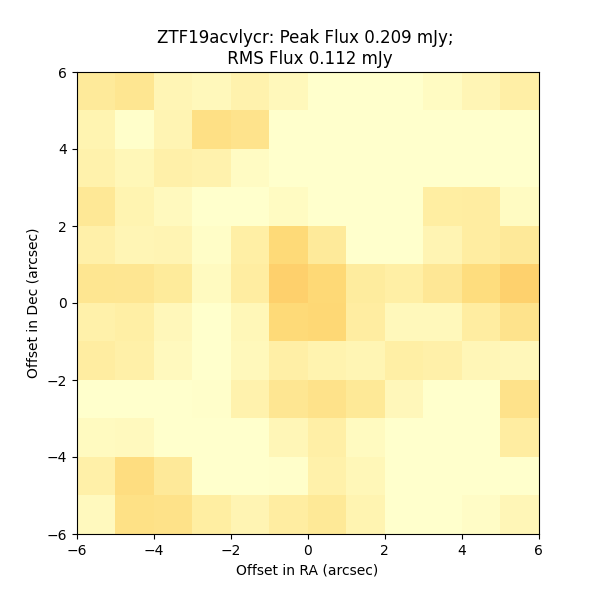 ZTF19acvlycr: Peak Flux 0.209 mJy;
RMS Flux 0.112 mJy
6
4
2
0
−2
−4
−6
Offset in Dec (arcsec)
−6 −4 −2 0 2 4 6
Offset in RA (arcsec)